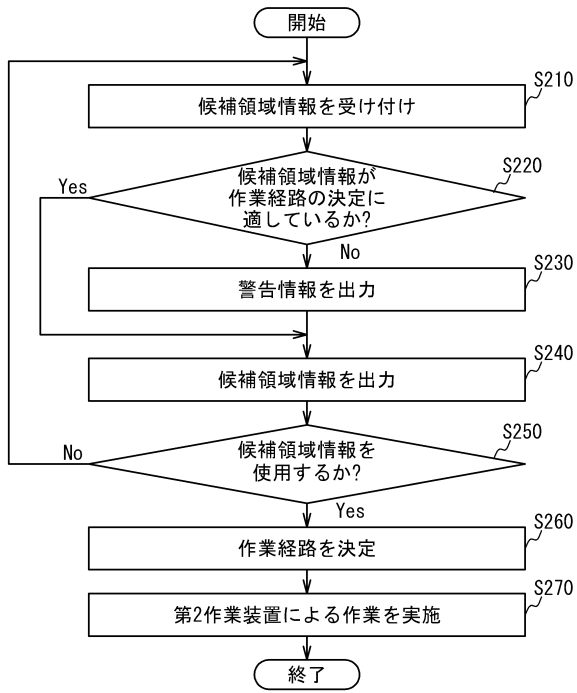 開始
S210
候補領域情報を受け付け
S220
候補領域情報が
作業経路の決定に
適しているか?
Yes
No
S230
警告情報を出力
S240
候補領域情報を出力
S250
候補領域情報を
使用するか?
No
Yes
S260
作業経路を決定
S270
第2作業装置による作業を実施
終了